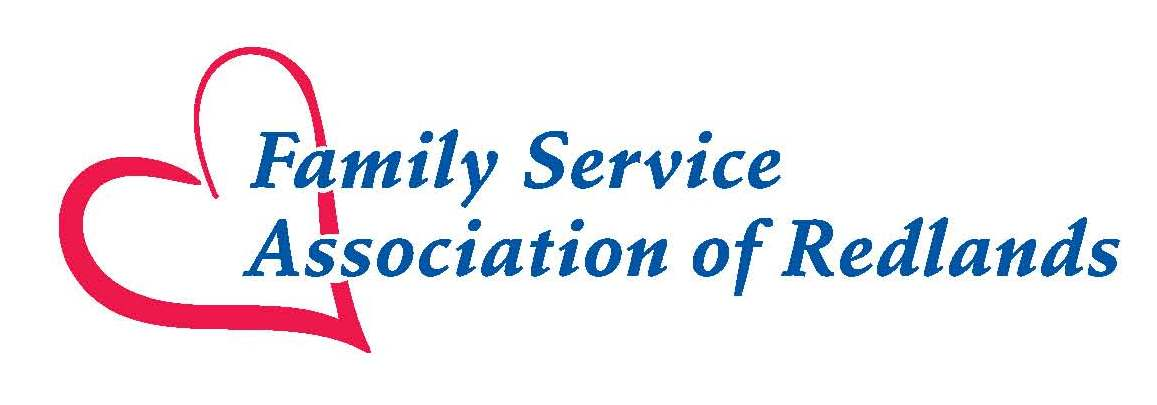 Family Service
Association of Redlands